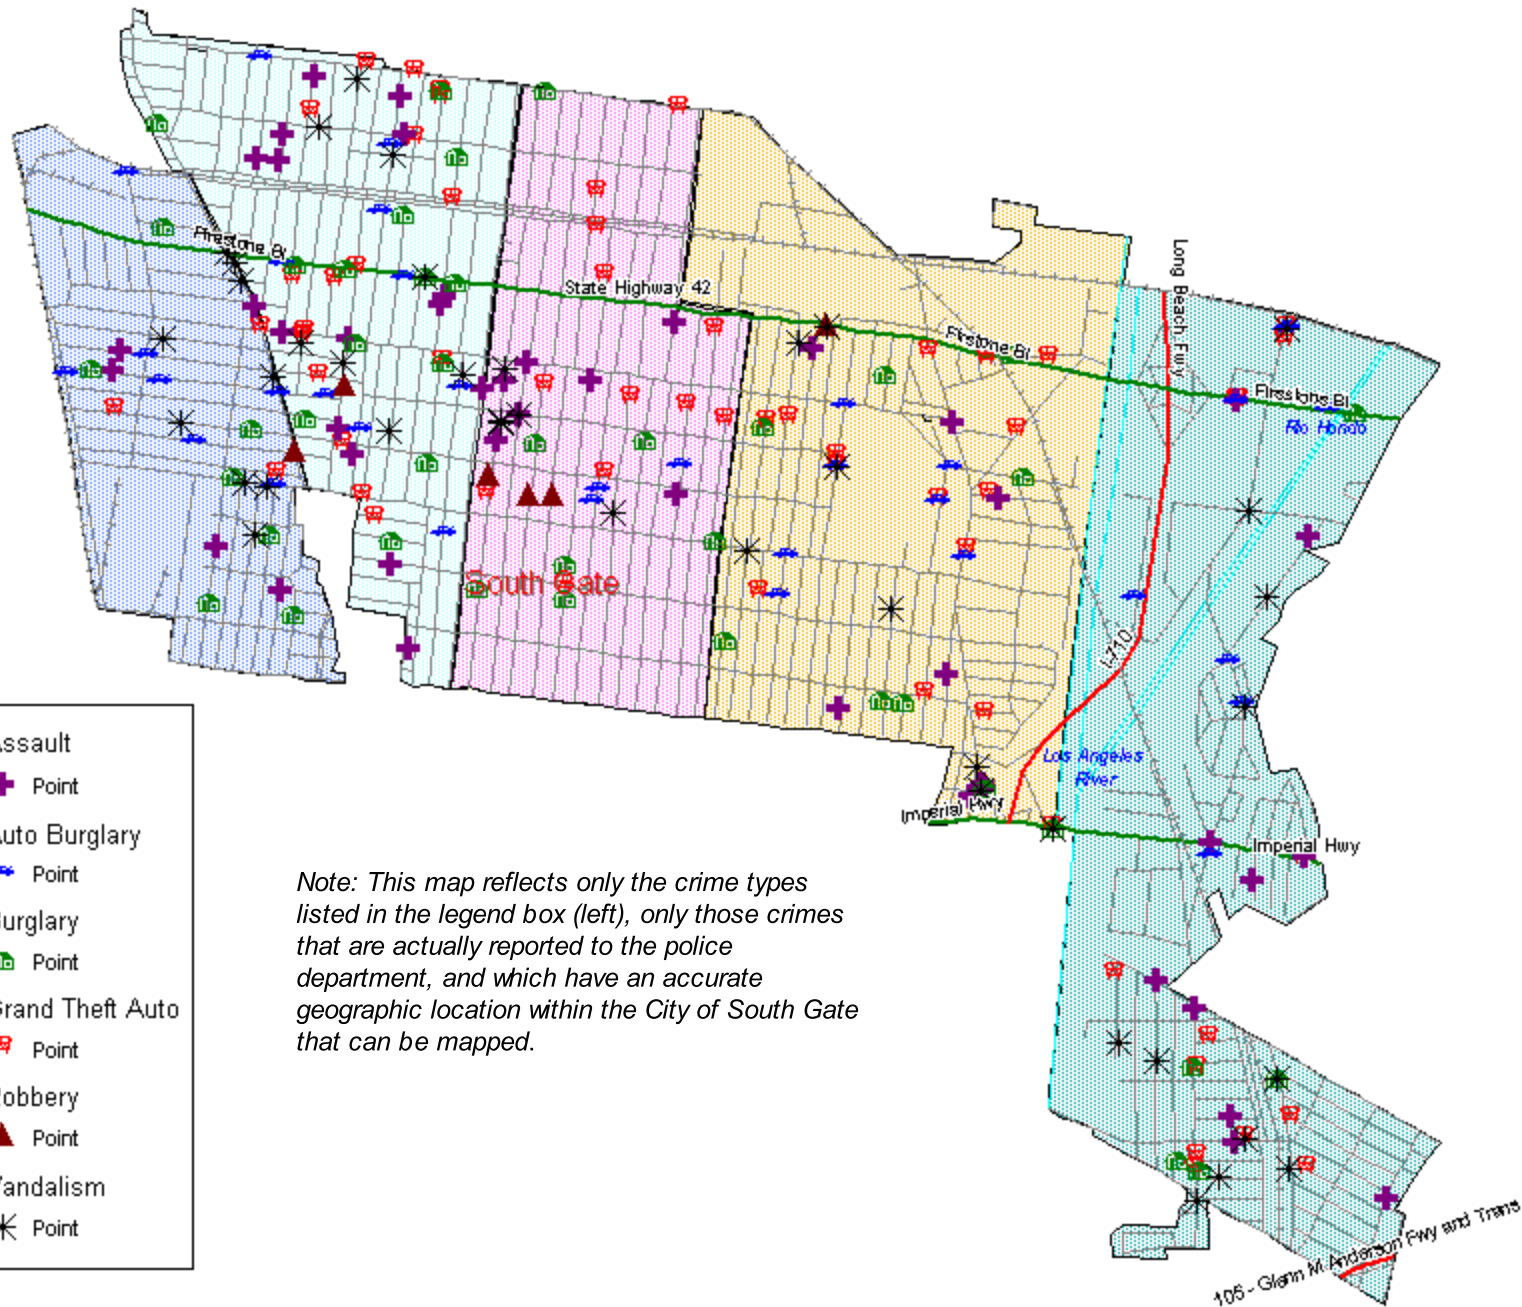 Long Beach Fwy
Firestone Bl
State Highway 42
Firstone Bl
Firestone Bl
Rio Hondo
South Gate
I-710
Los Angeles
River
Imperial Hwy
Imperial Hwy
ssault
Point
uto Burglary
Point
urglary
Point
rand Theft Auto
Point
obbery
Point
andalism
Point
Note: This map reflects only the crime types
listed in the legend box (left), only those crimes
that are actually reported to the police
department, and which have an accurate
geographic location within the City of South Gate
that can be mapped.
105 - Glenn M Anderson Fwy and Trans